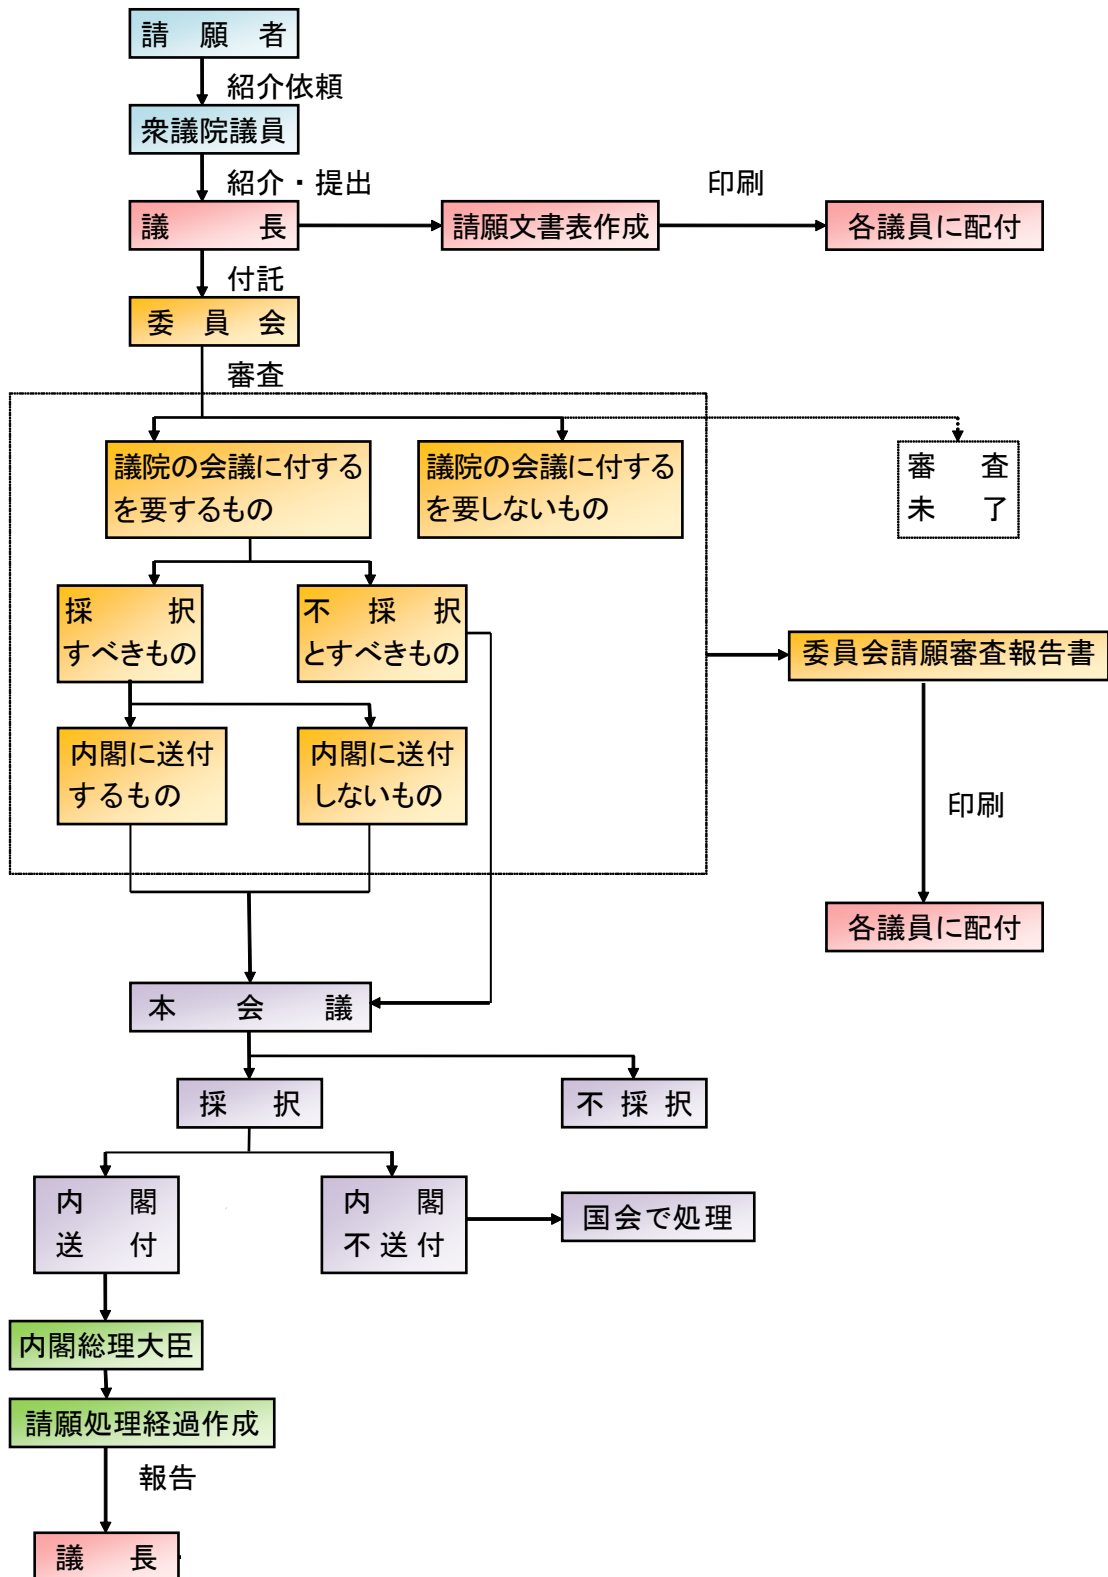 請願者
紹介依頼
衆議院議員
紹介・提出
印刷
議長
請願文書表作成
各議員に配付
付託
委員会
審査
議院の会議に付する
を要するもの
議院の会議に付する
を要しないもの
審査
未了
採択
すべきもの
不採択
とすべきもの
委員会請願審査報告書
内閣に送付
するもの
内閣に送付
しないもの
印刷
各議員に配付
本会議
採択
不採択
内閣
送付
内閣
不送付
国会で処理
内閣総理大臣
請願処理経過作成
報告
議長